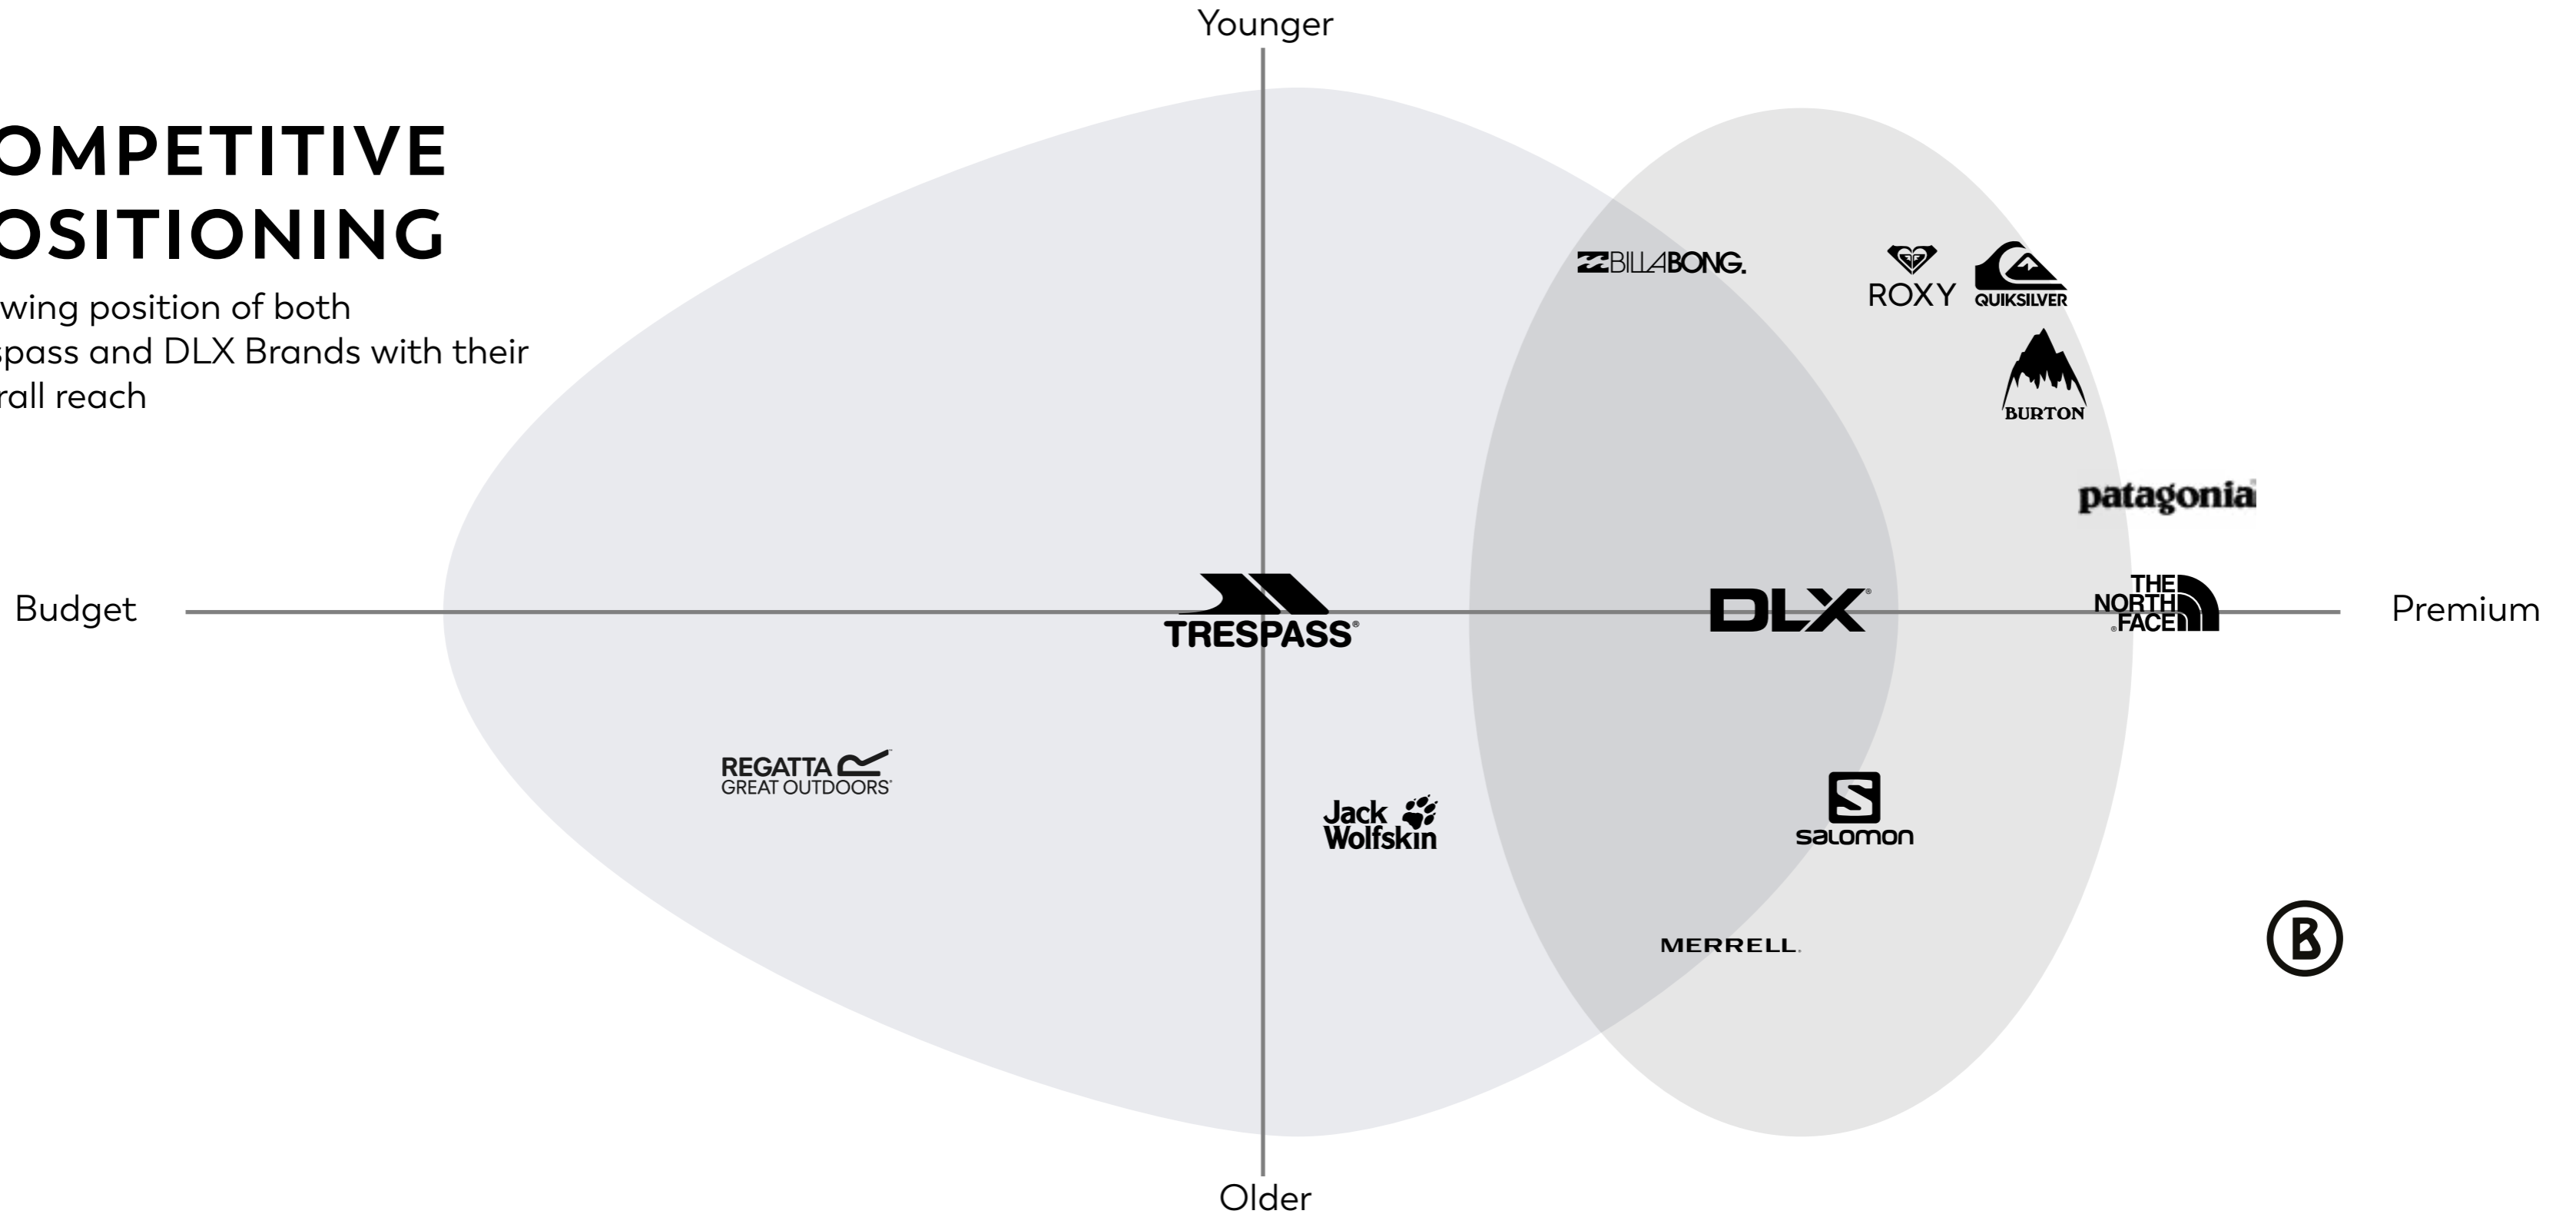 Younger
OMPETITIVE
OSITIONING
wing position of both
spass and DLX Brands with their
rall reach
BILLABONG.
ROXY
QUIKSILVER
BURTON
patagonia
Budget
TRESPASS®
DLX®
THE
NORTH
FACE®
Premium
REGATTA
GREAT OUTDOORS
Jack
Wolfskin
S
SALOMON
MERRELL
B
Older